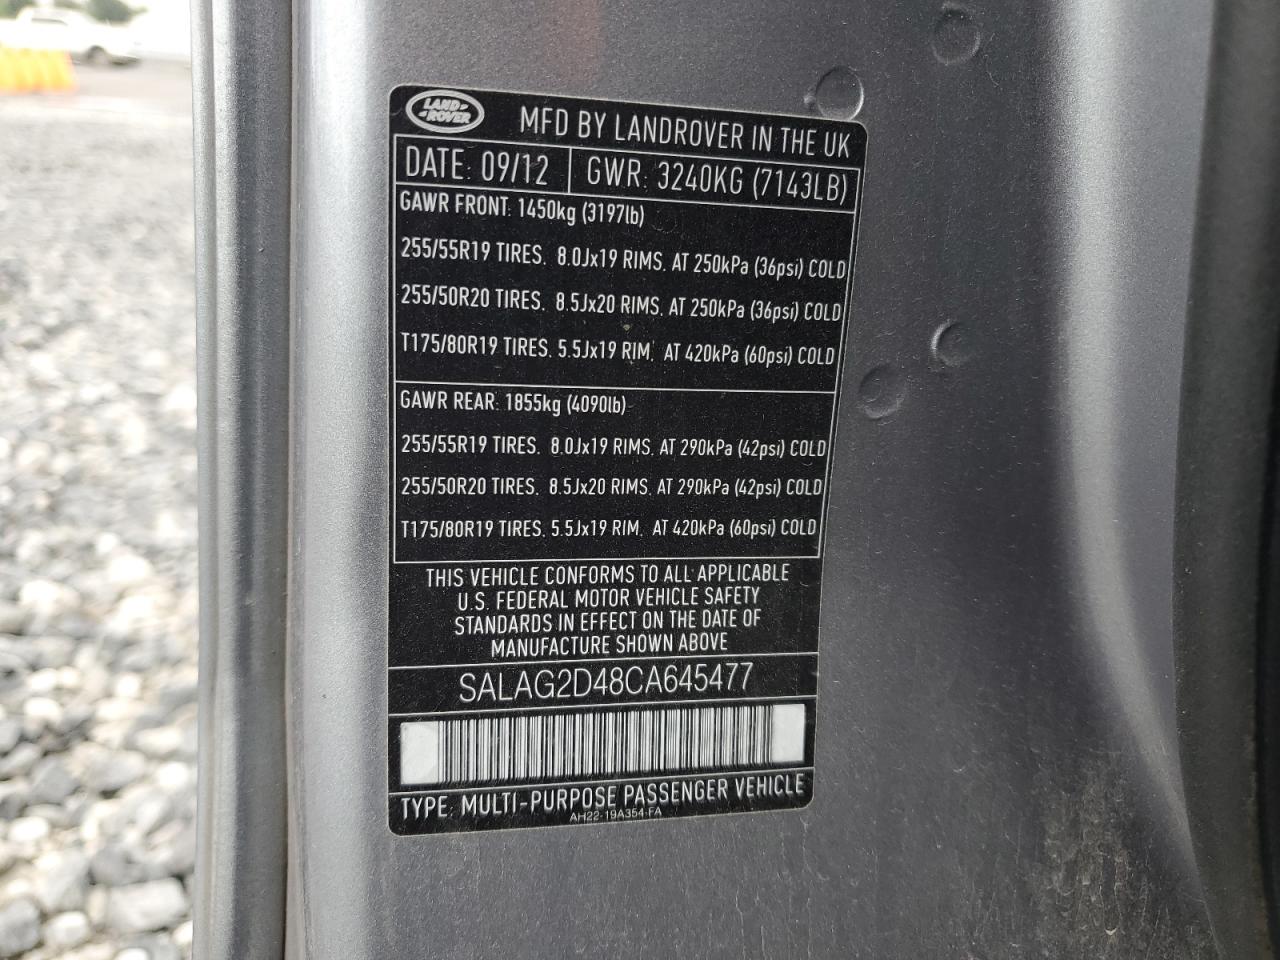 LAND-
-ROVER
MFD BY LANDROVER IN THE UK
DATE: 09/12 GWR: 3240KG (7143LB)
GAWR FRONT: 1450kg (3197lb)
255/55R19 TIRES. 8.0Jx19 RIMS. AT 250kPa (36psi) COLD
255/50R20 TIRES. 8.5Jx20 RIMS. AT 250kPa (36psi) COLD
T175/80R19 TIRES. 5.5Jx19 RIM. AT 420kPa (60psi) COLD
GAWR REAR: 1855kg (4090lb)
255/55R19 TIRES. 8.0Jx19 RIMS. AT 290kPa (42psi) COLD
255/50R20 TIRES. 8.5Jx20 RIMS. AT 290kPa (42psi) COLD
T175/80R19 TIRES. 5.5Jx19 RIM. AT 420kPa (60psi) COLD
THIS VEHICLE CONFORMS TO ALL APPLICABLE
U.S. FEDERAL MOTOR VEHICLE SAFETY
STANDARDS IN EFFECT ON THE DATE OF
MANUFACTURE SHOWN ABOVE
SALAG2D48CA645477
TYPE: MULTI-PURPOSE PASSENGER VEHICLE
AH22-19A354-FA